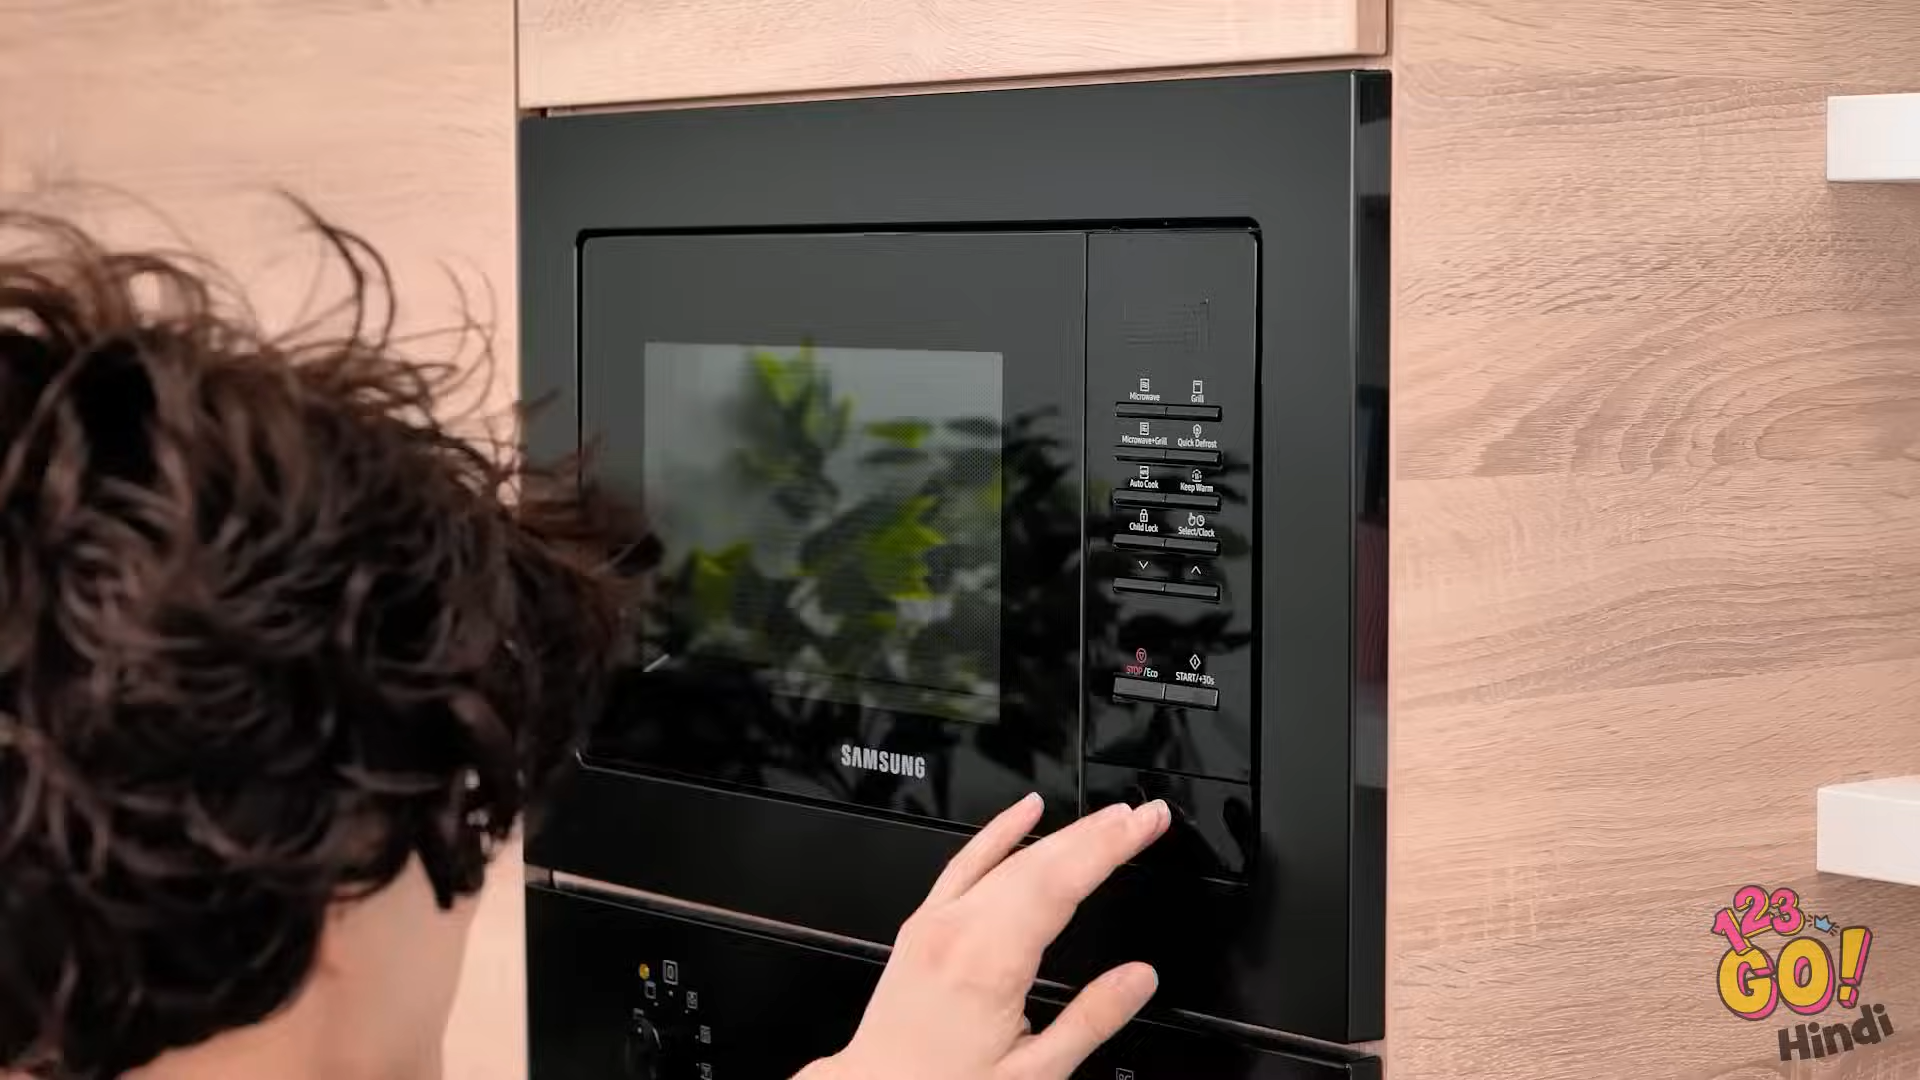 Microwave Grill
Microwave+Grill Quick Defrost
Auto Cook Keep Warm
Child Lock Select/Clock
STOP/Eco START/+30s
SAMSUNG
123
GO!
Hindi